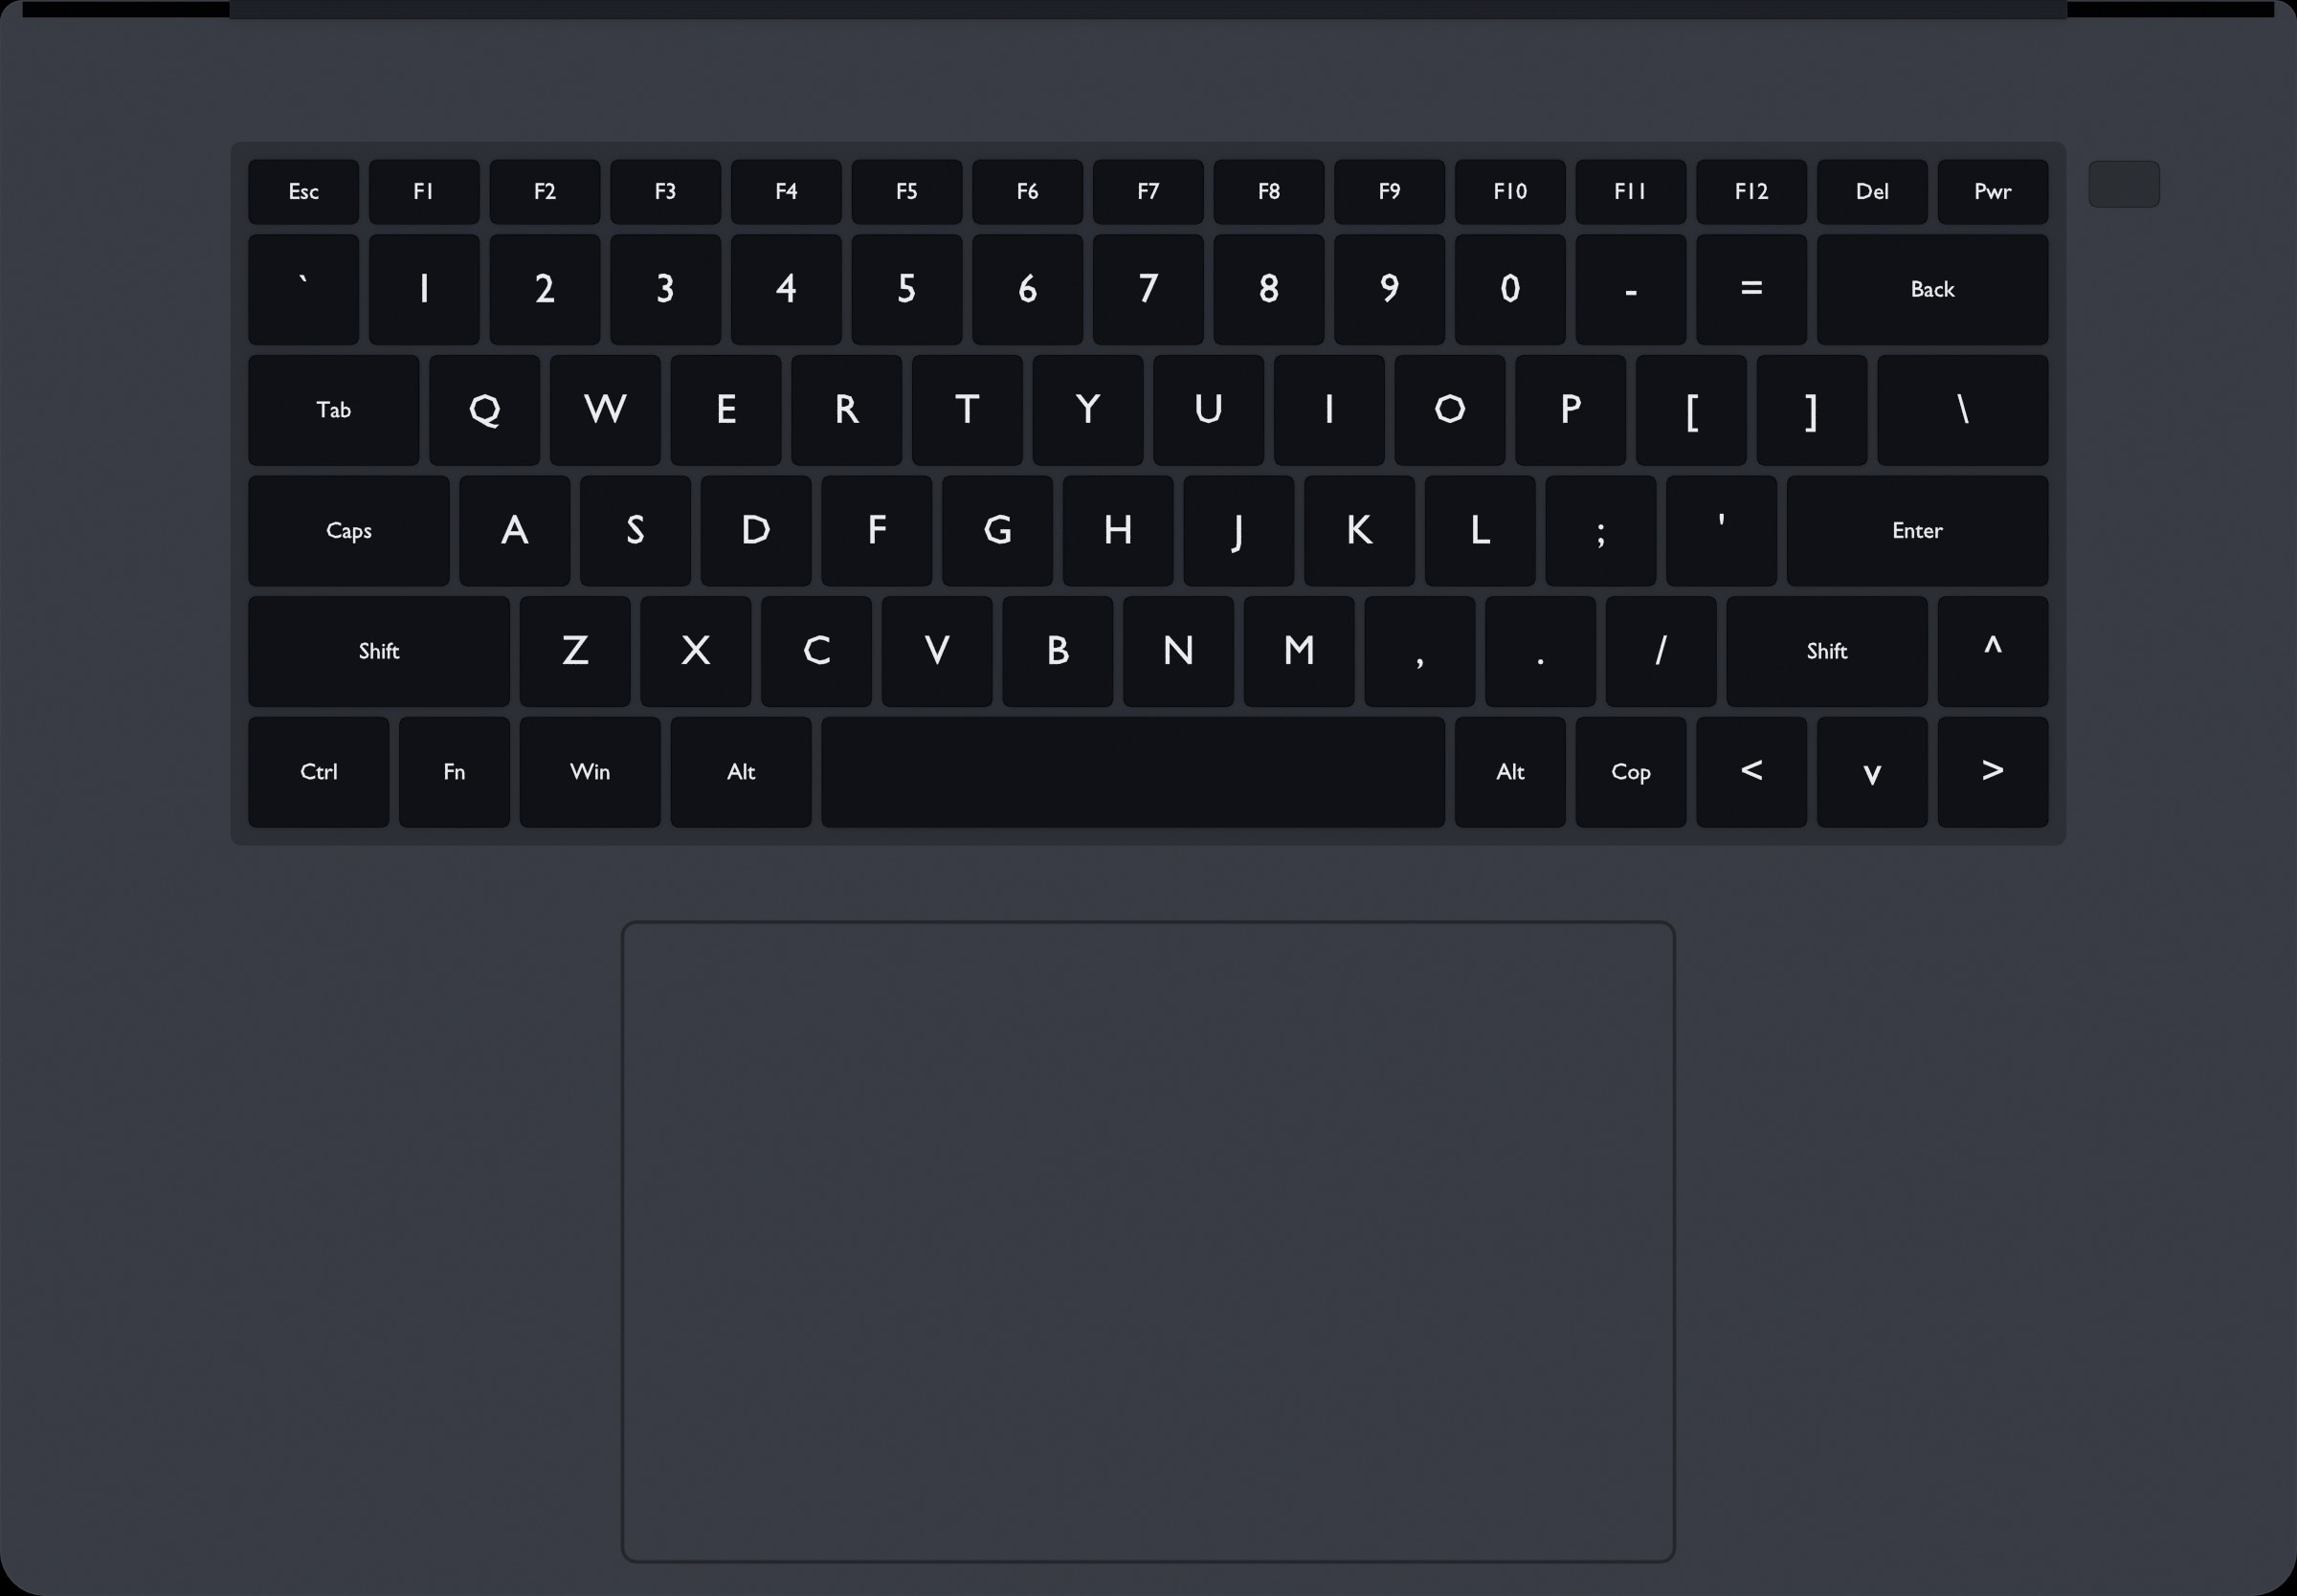 Esc F1 F2 F3 F4 F5 F6 F7 F8 F9 F10 F11 F12 Del Pwr
` 1 2 3 4 5 6 7 8 9 0 - = Back
Tab Q W E R T Y U I O P [ ] \
Caps A S D F G H J K L ; ' Enter
Shift Z X C V B N M , . / Shift ^
Ctrl Fn Win Alt Alt Cop < v >